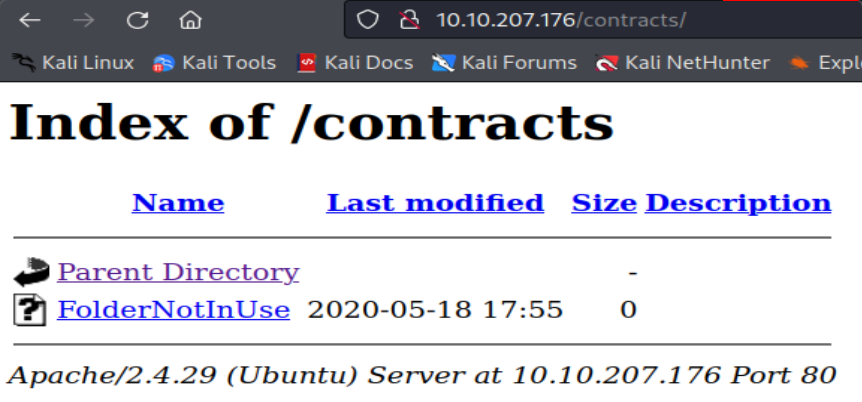 10.10.207.176/contracts/
Kali Linux Kali Tools Kali Docs Kali Forums Kali NetHunter
Index of /contracts
Name Last modified Size Description
Parent Directory -
FolderNotInUse 2020-05-18 17:55 0
Apache/2.4.29 (Ubuntu) Server at 10.10.207.176 Port 80